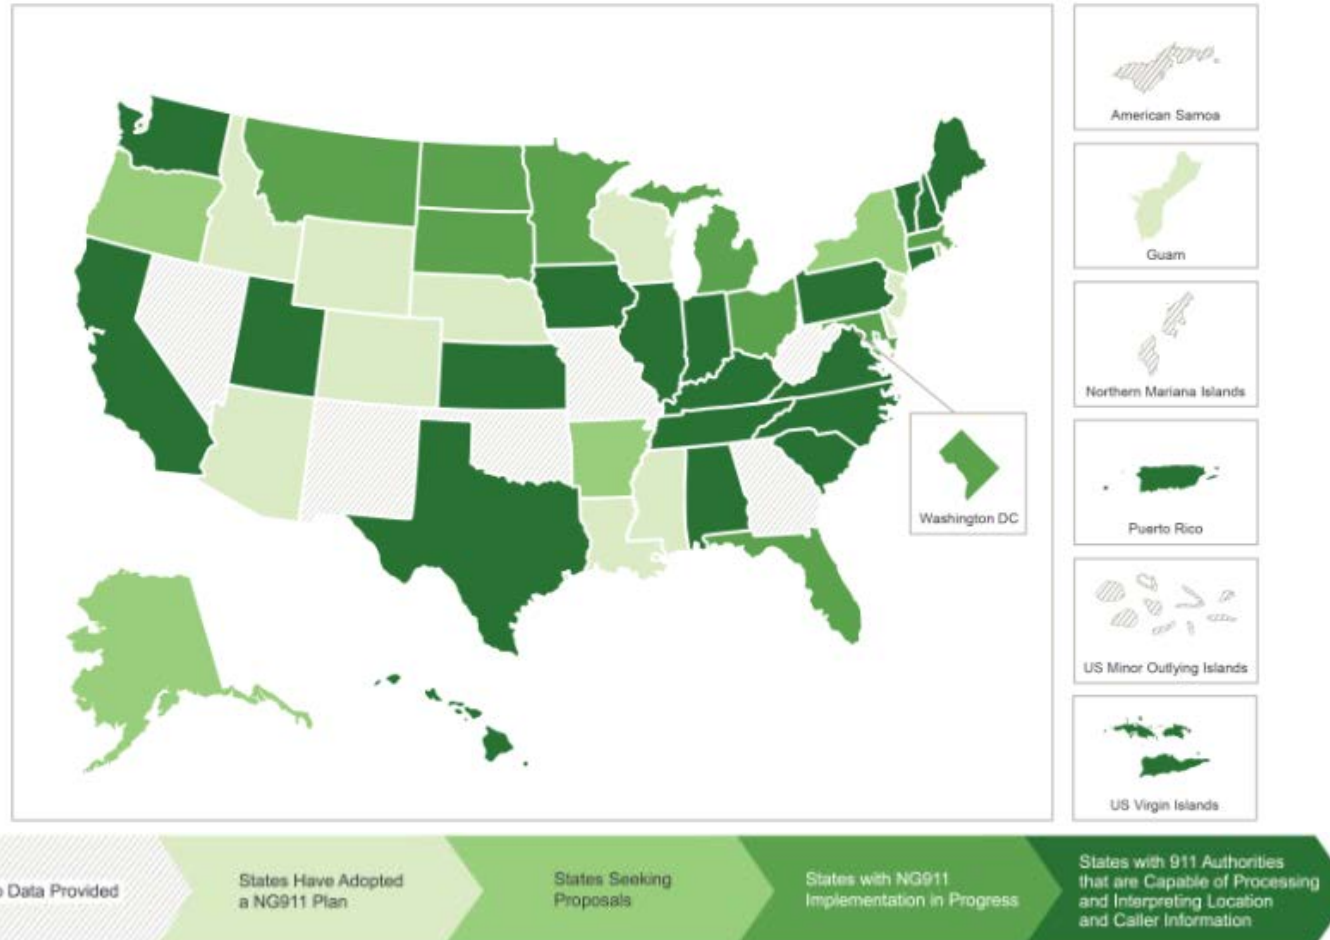 American Samoa
Guam
Northern Mariana Islands
Washington DC
Puerto Rico
US Minor Outlying Islands
US Virgin Islands
Data Provided
States Have Adopted
a NG911 Plan
States Seeking
Proposals
States with NG911
Implementation in Progress
States with 911 Authorities
that are Capable of Processing
and Interpreting Location
and Caller Information